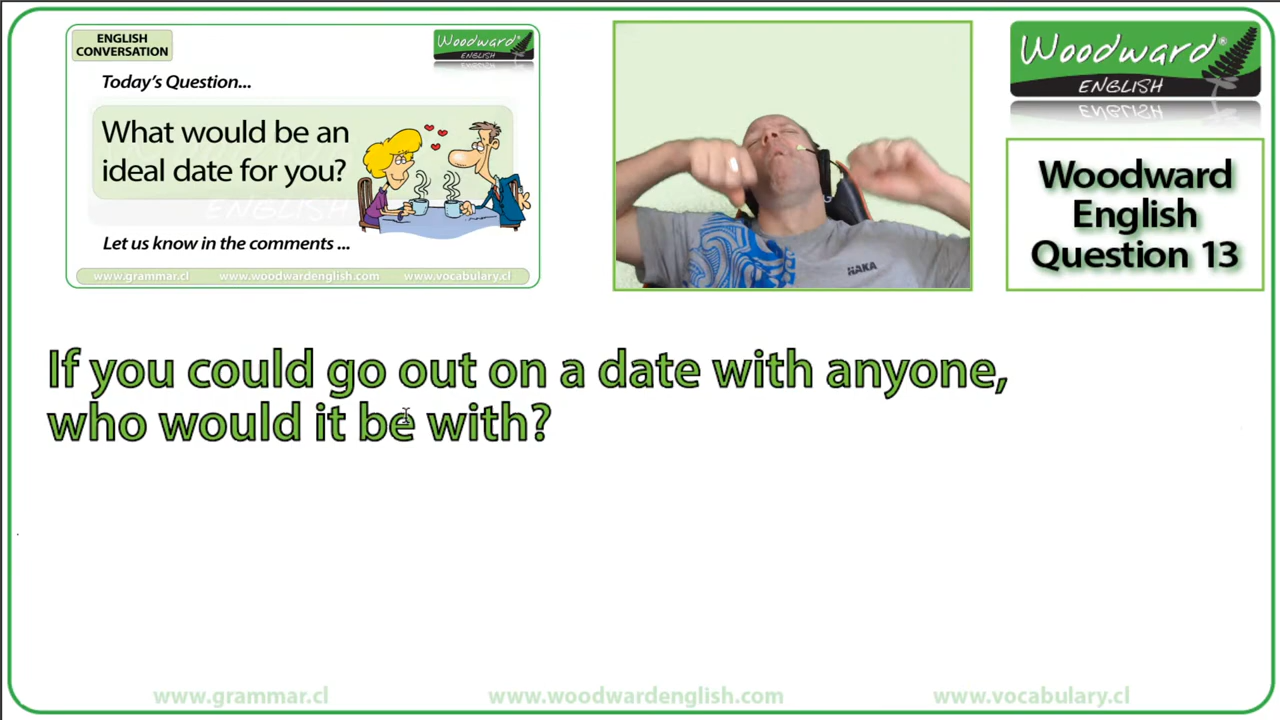 ENGLISH
CONVERSATION
Woodward
ENGLISH
Today's Question...
What would be an
ideal date for you?
Let us know in the comments ...
www.grammar.cl www.woodwardenglish.com www.vocabulary.cl
HAKA
Woodward®
ENGLISH
Woodward
English
Question 13
If you could go out on a date with anyone,
who would it be with?
www.grammar.cl www.woodwardenglish.com www.vocabulary.cl